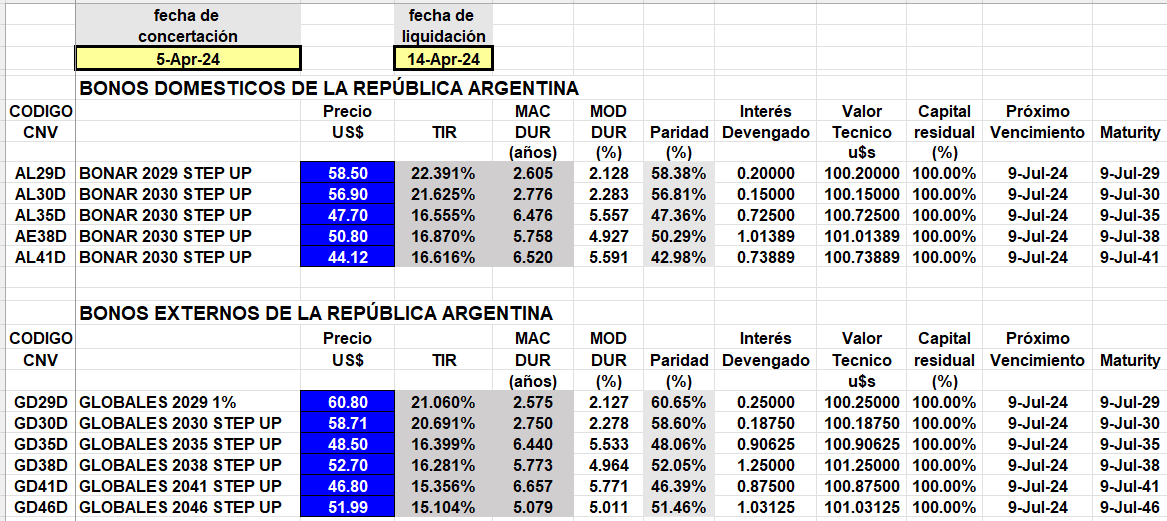 fecha de fecha de
concertación liquidación
5-Apr-24 14-Apr-24
BONOS DOMESTICOS DE LA REPÚBLICA ARGENTINA
CODIGO Precio MAC MOD Interés Valor Capital Próximo
CNV US$ TIR DUR DUR Paridad Devengado Tecnico residual Vencimiento Maturity
(años) (%) (%) u$s (%)
AL29D BONAR 2029 STEP UP 58.50 22.391% 2.605 2.128 58.38% 0.20000 100.20000 100.00% 9-Jul-24 9-Jul-29
AL30D BONAR 2030 STEP UP 56.90 21.625% 2.776 2.283 56.81% 0.15000 100.15000 100.00% 9-Jul-24 9-Jul-30
AL35D BONAR 2030 STEP UP 47.70 16.555% 6.476 5.557 47.36% 0.72500 100.72500 100.00% 9-Jul-24 9-Jul-35
AE38D BONAR 2030 STEP UP 50.80 16.870% 5.758 4.927 50.29% 1.01389 101.01389 100.00% 9-Jul-24 9-Jul-38
AL41D BONAR 2030 STEP UP 44.12 16.616% 6.520 5.591 42.98% 0.73889 100.73889 100.00% 9-Jul-24 9-Jul-41
BONOS EXTERNOS DE LA REPÚBLICA ARGENTINA
CODIGO Precio MAC MOD Interés Valor Capital Próximo
CNV US$ TIR DUR DUR Paridad Devengado Tecnico residual Vencimiento Maturity
(años) (%) (%) u$s (%)
GD29D GLOBALES 2029 1% 60.80 21.060% 2.575 2.127 60.65% 0.25000 100.25000 100.00% 9-Jul-24 9-Jul-29
GD30D GLOBALES 2030 STEP UP 58.71 20.691% 2.750 2.278 58.60% 0.18750 100.18750 100.00% 9-Jul-24 9-Jul-30
GD35D GLOBALES 2035 STEP UP 48.50 16.399% 6.440 5.533 48.06% 0.90625 100.90625 100.00% 9-Jul-24 9-Jul-35
GD38D GLOBALES 2038 STEP UP 52.70 16.281% 5.773 4.964 52.05% 1.25000 101.25000 100.00% 9-Jul-24 9-Jul-38
GD41D GLOBALES 2041 STEP UP 46.80 15.356% 6.657 5.771 46.39% 0.87500 100.87500 100.00% 9-Jul-24 9-Jul-41
GD46D GLOBALES 2046 STEP UP 51.99 15.104% 5.079 5.011 51.46% 1.03125 101.03125 100.00% 9-Jul-24 9-Jul-46